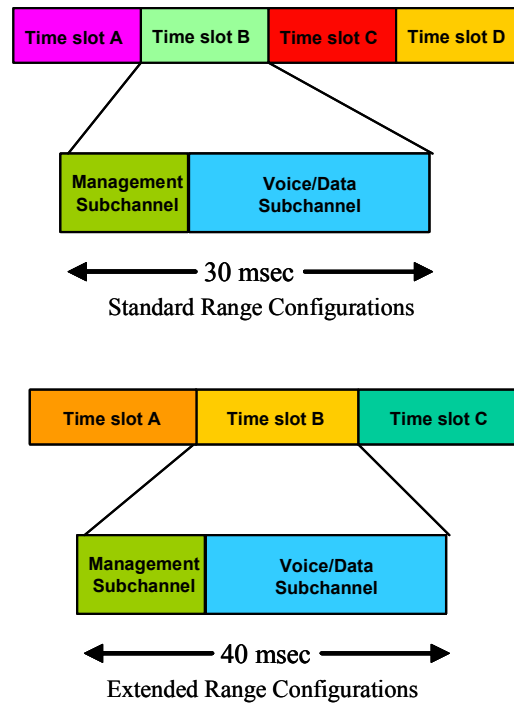 Time slot A Time slot B Time slot C Time slot D
Management Subchannel
Voice/Data Subchannel
30 msec
Standard Range Configurations
Time slot A Time slot B Time slot C
Management Subchannel
Voice/Data Subchannel
40 msec
Extended Range Configurations